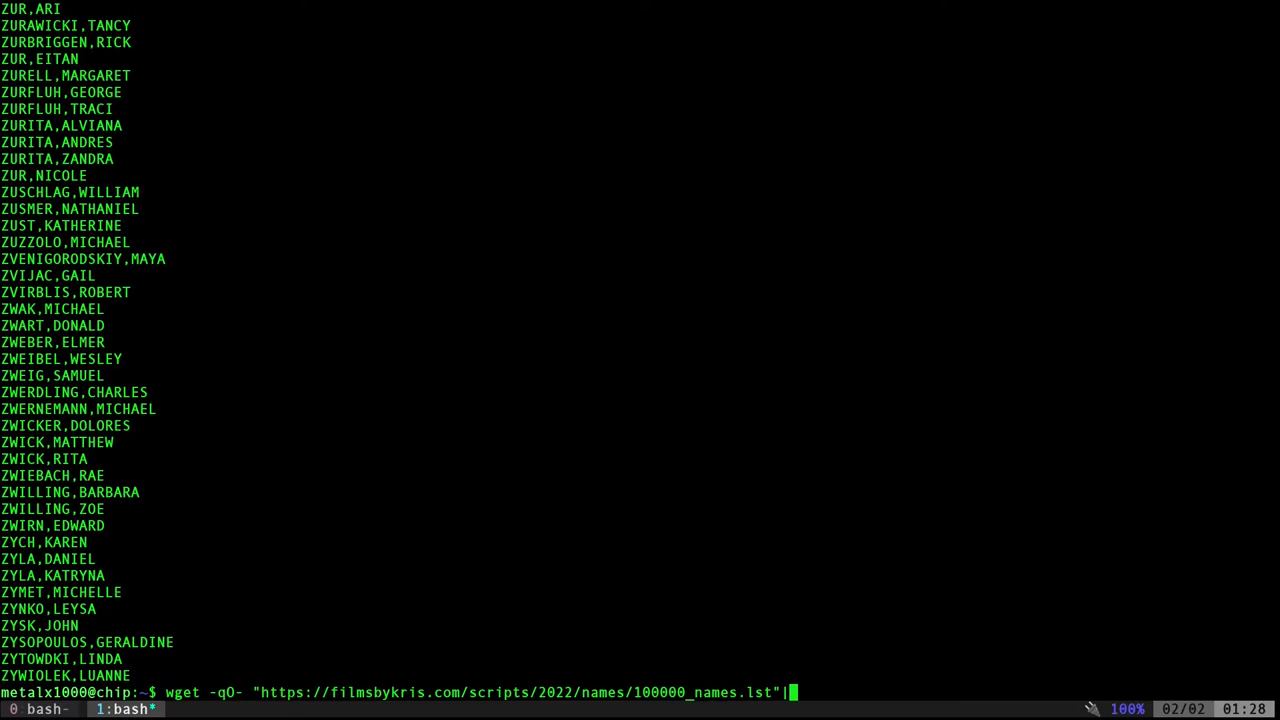 ZUR,ARI
ZURAWICKI,TANCY
ZURBRIGGEN,RICK
ZUR,EITAN
ZURELL,MARGARET
ZURFLUH,GEORGE
ZURFLUH,TRACI
ZURITA,ALVIANA
ZURITA,ANDRES
ZURITA,ZANDRA
ZUR,NICOLE
ZUSCHLAG,WILLIAM
ZUSMER,NATHANIEL
ZUST,KATHERINE
ZUZZOLO,MICHAEL
ZVENIGORODSKIY,MAYA
ZVIJAC,GAIL
ZVIRBLIS,ROBERT
ZWAK,MICHAEL
ZWART,DONALD
ZWEBER,ELMER
ZWEIBEL,WESLEY
ZWEIG,SAMUEL
ZWERDLING,CHARLES
ZWERNEMANN,MICHAEL
ZWICKER,DOLORES
ZWICK,MATTHEW
ZWICK,RITA
ZWIEBACH,RAE
ZWILLING,BARBARA
ZWILLING,ZOE
ZWIRN,EDWARD
ZYCH,KAREN
ZYLA,DANIEL
ZYLA,KATRYNA
ZYMET,MICHELLE
ZYNKO,LEYSA
ZYSK,JOHN
ZYSOPOULOS,GERALDINE
ZYTOWDKI,LINDA
ZYWIOLEK,LUANNE
metalx1000@chip:~$ wget -qO- "https://filmsbykris.com/scripts/2022/names/100000_names.lst"|
0 bash- 1:bash* 100% 02/02 01:28